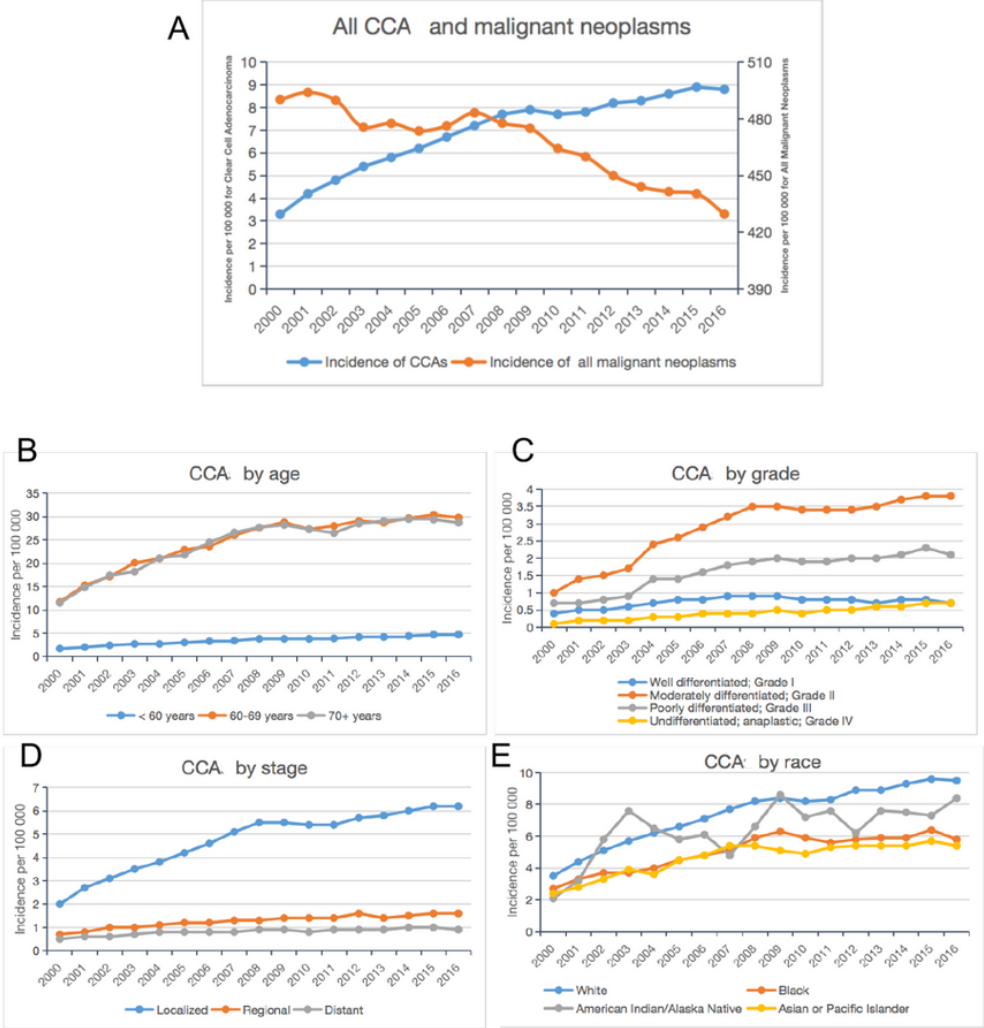 A
All CCA and malignant neoplasms
Incidence per 100 000 for Clear Cell Adenocarcinoma
10
9
8
7
6
5
4
3
2
1
0
510
480
450
420
390
Incidence per 100 000 for All Malignant Neoplasms
2000 2001 2002 2003 2004 2005 2006 2007 2008 2009 2010 2011 2012 2013 2014 2015 2016
Incidence of CCAs Incidence of all malignant neoplasms
B
CCA by age
Incidence per 100 000
35
30
25
20
15
10
5
0
2000 2001 2002 2003 2004 2005 2006 2007 2008 2009 2010 2011 2012 2013 2014 2015 2016
< 60 years 60-69 years 70+ years
C
CCA by grade
Incidence per 100 000
4
3.5
3
2.5
2
1.5
1
0.5
0
2000 2001 2002 2003 2004 2005 2006 2007 2008 2009 2010 2011 2012 2013 2014 2015 2016
Well differentiated; Grade I
Moderately differentiated; Grade II
Poorly differentiated; Grade III
Undifferentiated; anaplastic; Grade IV
D
CCA by stage
Incidence per 100 000
7
6
5
4
3
2
1
0
2000 2001 2002 2003 2004 2005 2006 2007 2008 2009 2010 2011 2012 2013 2014 2015 2016
Localized Regional Distant
E
CCA by race
Incidence per 100 000
10
8
6
4
2
0
2000 2001 2002 2003 2004 2005 2006 2007 2008 2009 2010 2011 2012 2013 2014 2015 2016
White Black
American Indian/Alaska Native Asian or Pacific Islander